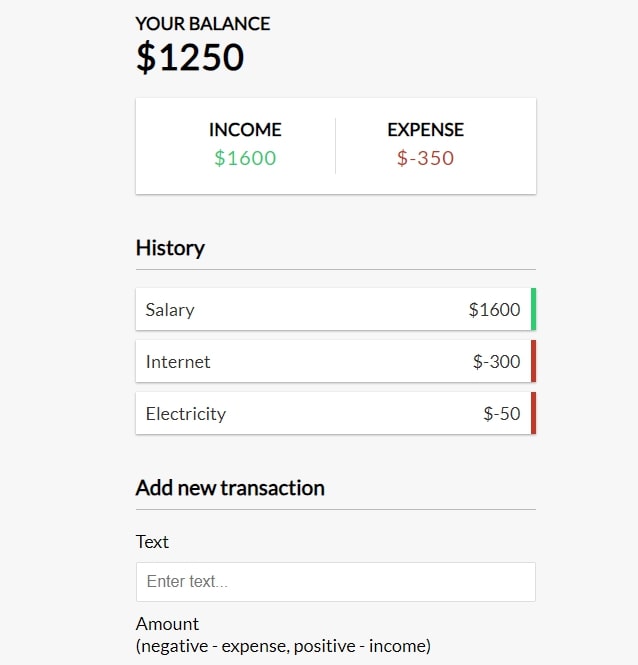 YOUR BALANCE
$1250
INCOME EXPENSE
$1600 $-350
History
Salary $1600
Internet $-300
Electricity $-50
Add new transaction
Text
Enter text...
Amount
(negative - expense, positive - income)